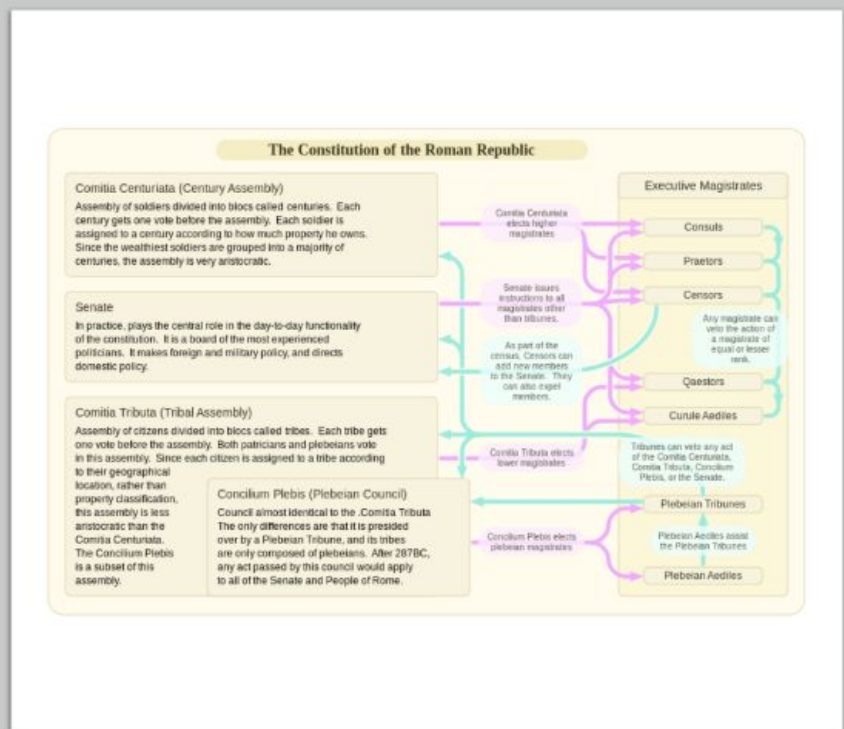 The Constitution of the Roman Republic
Comitia Centuriata (Century Assembly)
Assembly of soldiers divided into blocs called centuries. Each
century gets one vote before the assembly. Each soldier is
assigned to a century according to how much property he owns.
Since the wealthiest soldiers are grouped into a majority of
centuries, the assembly is very aristocratic.
Senate
In practice, plays the central role in the day-to-day functionality
of the constitution. It is a board of the most experienced
politicians. It makes foreign and military policy, and directs
domestic policy.
Comitia Tributa (Tribal Assembly)
Assembly of citizens divided into blocs called tribes. Each tribe gets
one vote before the assembly. Both patricians and plebeians vote
in this assembly. Since each citizen is assigned to a tribe according
to their geographical
location, rather than
property classification,
this assembly is less
aristocratic than the
Comitia Centuriata.
The Concilium Plebis
is a subset of this
assembly.
Concilium Plebis (Plebeian Council)
Council almost identical to the .Comitia Tributa
The only differences are that it is presided
over by a Plebeian Tribune, and its tribes
are only composed of plebeians. After 287BC,
any act passed by this council would apply
to all of the Senate and People of Rome.
Comitia Centuriata
elects higher
magistrates
Senate issues
instructions to all
magistrates other
than tribunes.
As part of the
census, Censors can
add new members
to the Senate. They
can also expel
members.
Comitia Tributa elects
lower magistrates
Concilium Plebis elects
plebeian magistrates
Executive Magistrates
Consuls
Praetors
Censors
Any magistrate can
veto the action of
a magistrate of
equal or lesser
rank.
Qaestors
Curule Aediles
Tribunes can veto any act
of the Comitia Centuriata,
Comitia Tributa, Concilium
Plebis, or the Senate.
Plebeian Tribunes
Plebeian Aediles assist
the Plebeian Tribunes
Plebeian Aediles